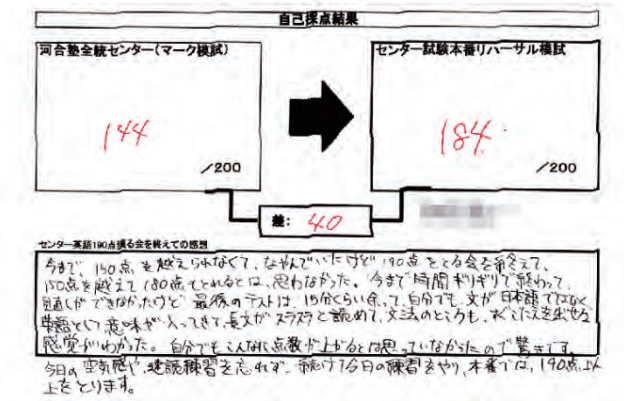 自己採点結果
河合塾全統センター(マーク模試)
センター試験本番リハーサル模試
144
184
/200
/200
差: 40
センター英語190点獲る会を終えての感想
今まで、150点を越えられなくて、なやんでいたけど190点をとる会を終えて、
150点を越えて180点もとれるとは、思わなかった。今まで時間ギリギリで終わって、
見直しができなかったけど、最後のテストは、15分くらい余って、自分でも、文が日本語ではなく
英語として意味が入ってきて、長文がスラスラと読めて、文法のところも、すぐこたえを出せる
感覚がわかった。自分でもこんなに点数が上がるとは思っていなかったので驚きです。
今日の空気感や、速読練習を忘れず、続けて今日の練習をやり、本番では、190点以
上をとります。